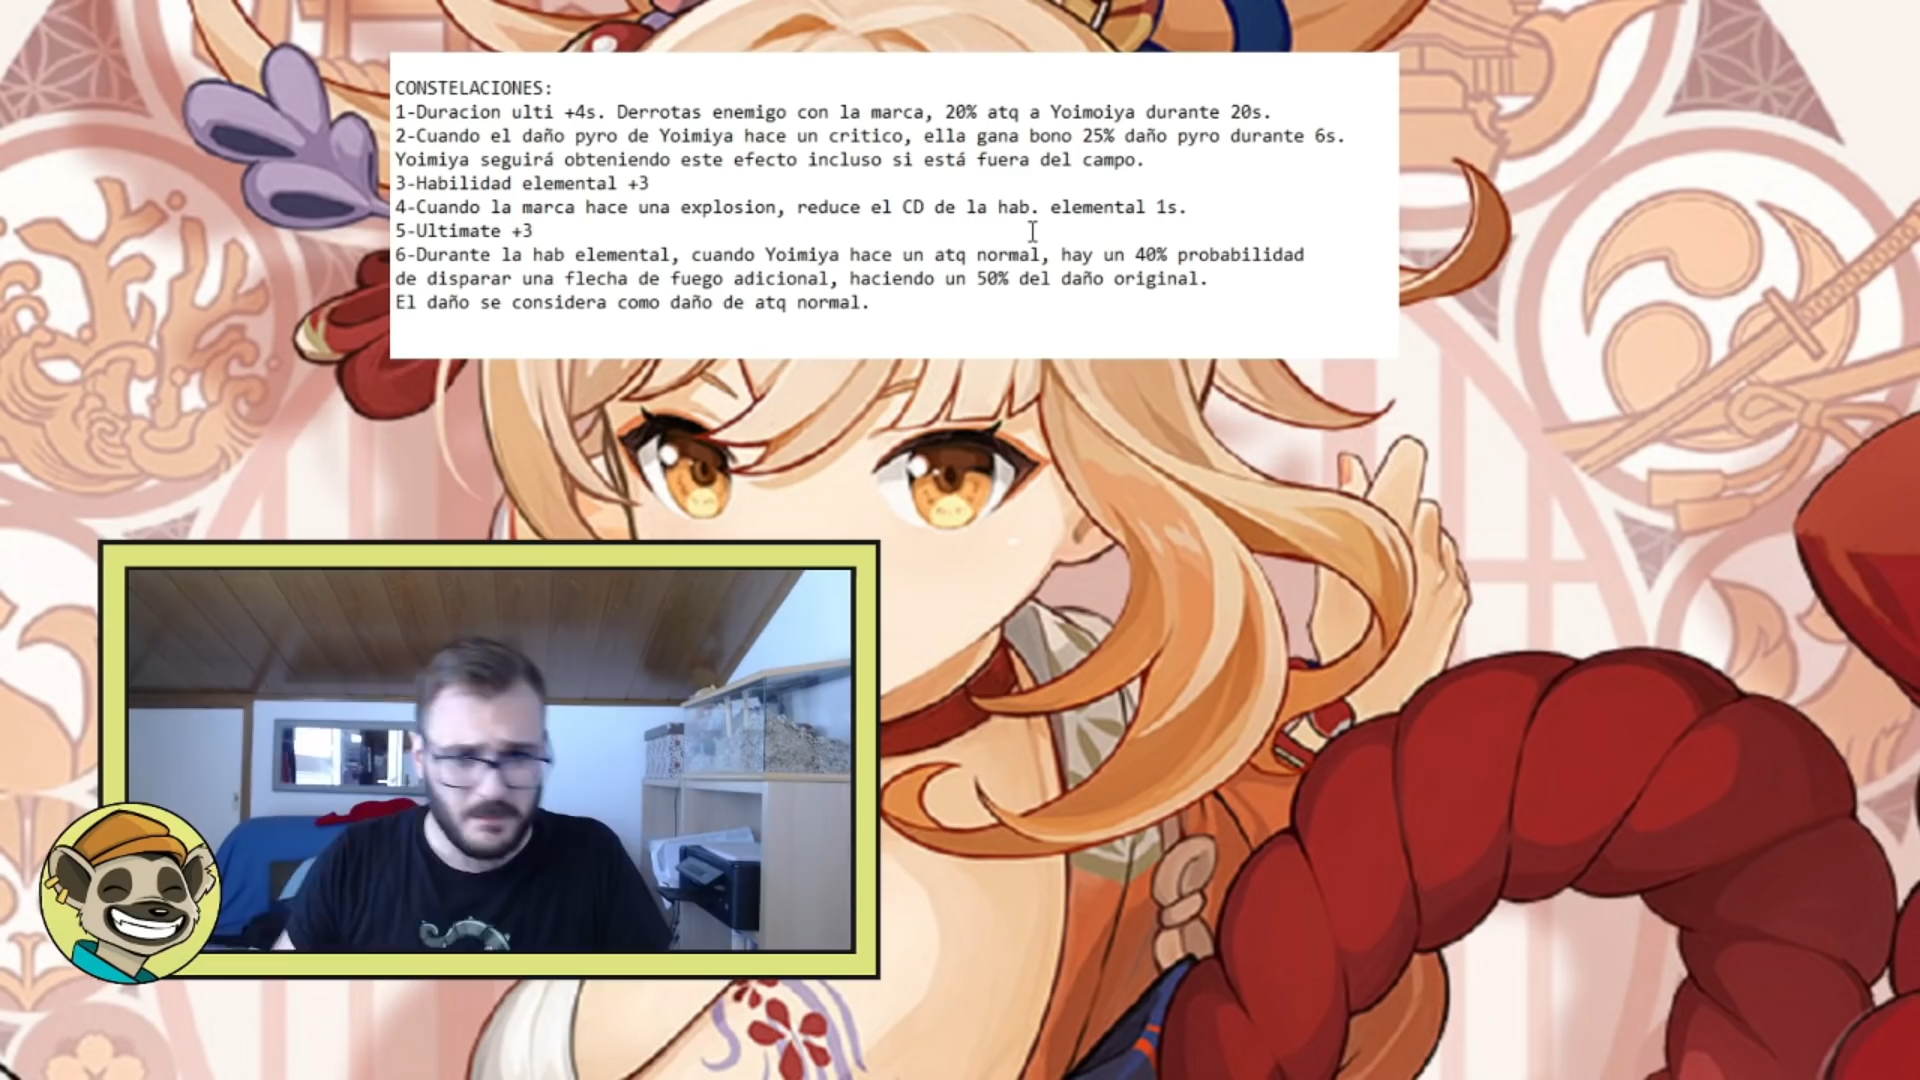 CONSTELACIONES:
1-Duracion ulti +4s. Derrotas enemigo con la marca, 20% atq a Yoimoiya durante 20s.
2-Cuando el daño pyro de Yoimiya hace un critico, ella gana bono 25% daño pyro durante 6s.
Yoimiya seguirá obteniendo este efecto incluso si está fuera del campo.
3-Habilidad elemental +3
4-Cuando la marca hace una explosion, reduce el CD de la hab. elemental 1s.
5-Ultimate +3
6-Durante la hab elemental, cuando Yoimiya hace un atq normal, hay un 40% probabilidad
de disparar una flecha de fuego adicional, haciendo un 50% del daño original.
El daño se considera como daño de atq normal.